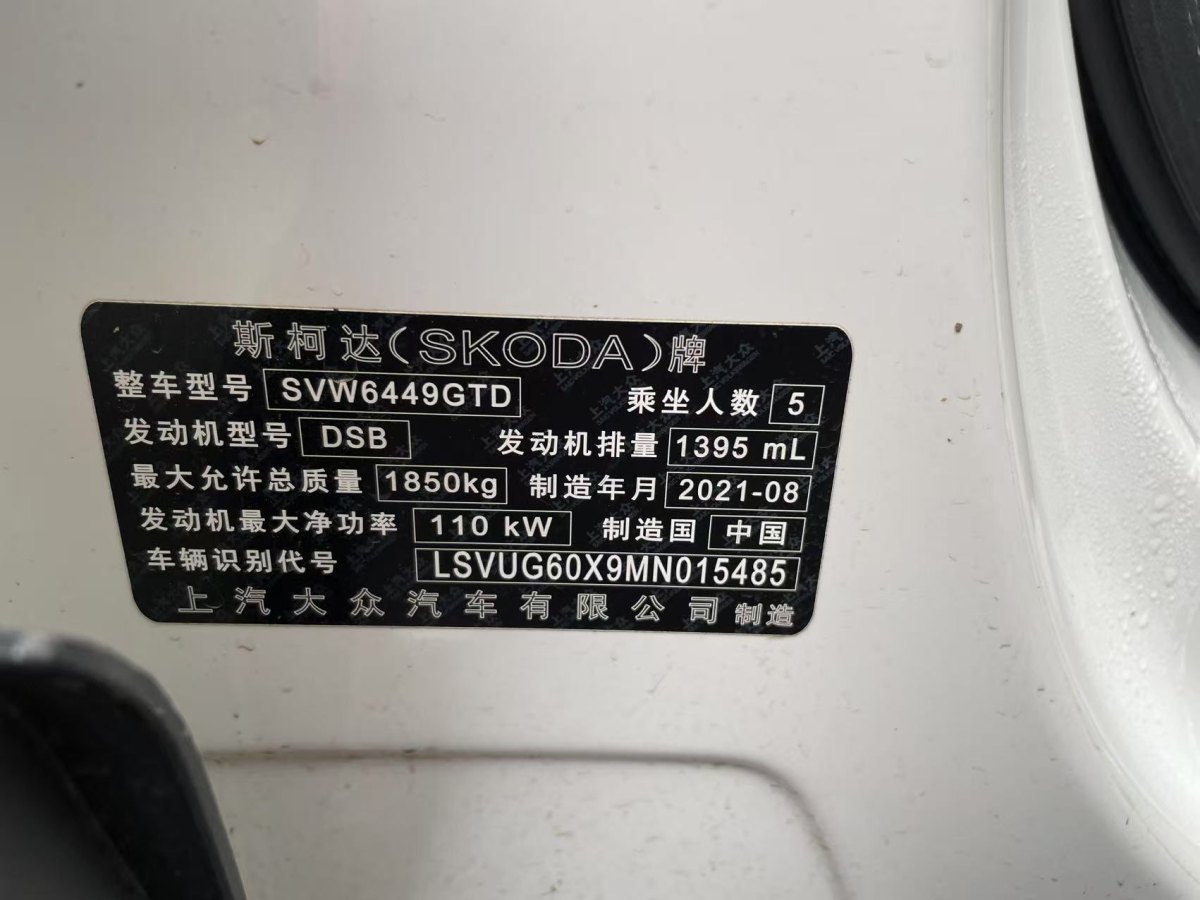 斯柯达(SKODA)牌
整车型号 SVW6449GTD 乘坐人数 5
发动机型号 DSB 发动机排量 1395 mL
最大允许总质量 1850kg 制造年月 2021-08
发动机最大净功率 110 kW 制造国 中国
车辆识别代号 LSVUG60X9MN015485
上汽大众汽车有限公司 制造